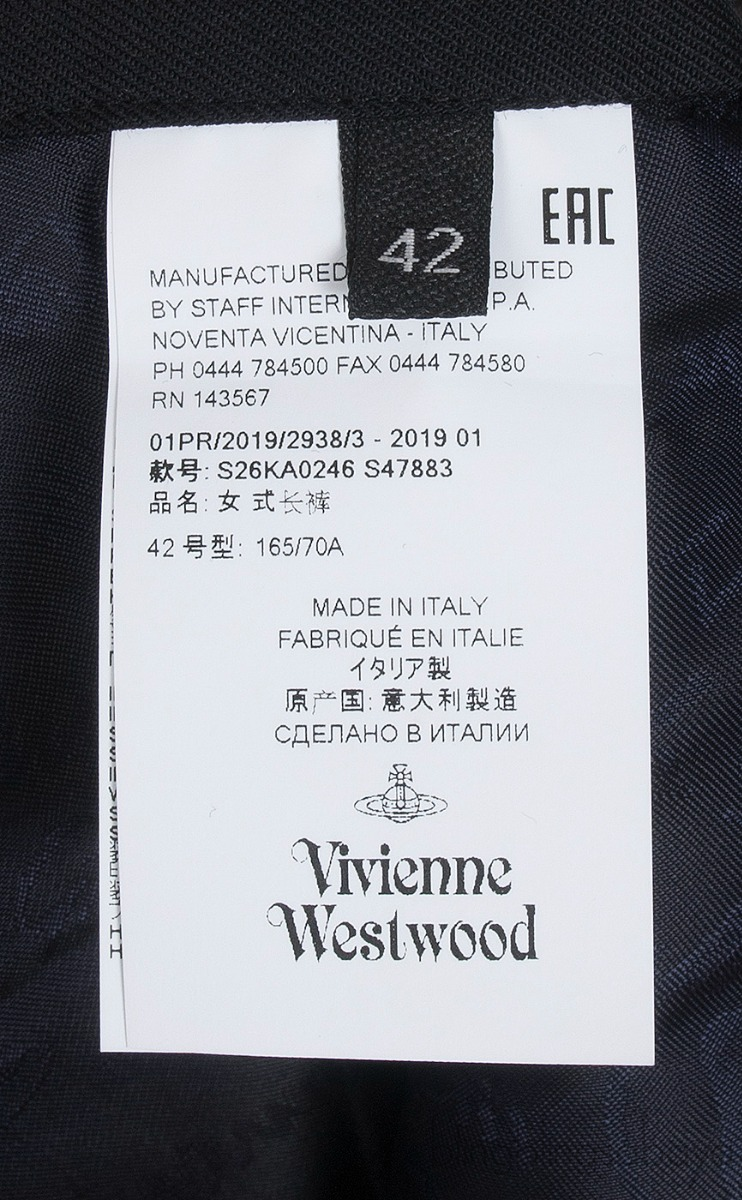 42
EAC
MANUFACTURED BUTED
BY STAFF INTERN .P.A.
NOVENTA VICENTINA - ITALY
PH 0444 784500 FAX 0444 784580
RN 143567
01PR/2019/2938/3 - 2019 01
款号: S26KA0246 S47883
品名: 女 式长裤
42 号型: 165/70A
MADE IN ITALY
FABRIQUÉ EN ITALIE
イタリア製
原产国: 意大利製造
СДЕЛАНО В ИТАЛИИ
Vivienne
Westwood